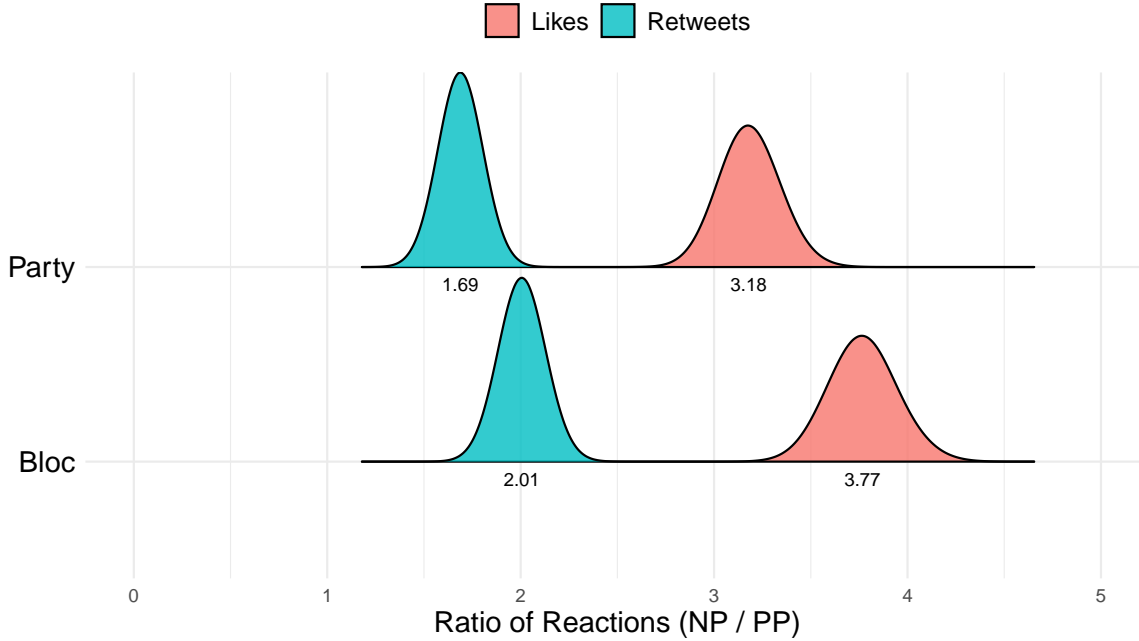 Likes Retweets
Party
1.69 3.18
Bloc
2.01 3.77
0 1 2 3 4 5
Ratio of Reactions (NP / PP)